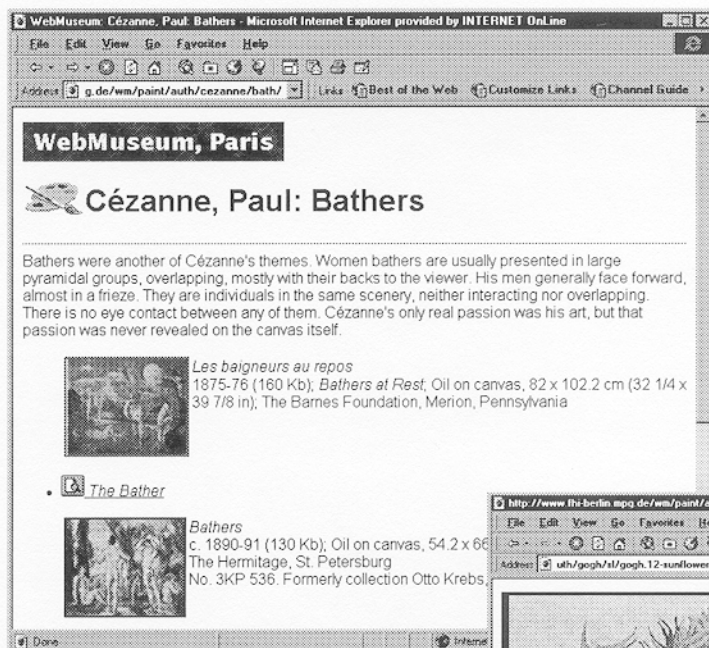 WebMuseum: Cézanne, Paul: Bathers - Microsoft Internet Explorer provided by INTERNET OnLine
File Edit View Go Favorites Help
Address g.de/wm/paint/auth/cezanne/bath/ Links Best of the Web Customize Links Channel Guide
WebMuseum, Paris
Cézanne, Paul: Bathers
Bathers were another of Cézanne's themes. Women bathers are usually presented in large
pyramidal groups, overlapping, mostly with their backs to the viewer. His men generally face forward,
almost in a frieze. They are individuals in the same scenery, neither interacting nor overlapping.
There is no eye contact between any of them. Cézanne's only real passion was his art, but that
passion was never revealed on the canvas itself.
Les baigneurs au repos
1875-76 (160 Kb); Bathers at Rest; Oil on canvas, 82 x 102.2 cm (32 1/4 x
39 7/8 in); The Barnes Foundation, Merion, Pennsylvania
• The Bather
Bathers
c. 1890-91 (130 Kb); Oil on canvas, 54.2 x 66
The Hermitage, St. Petersburg
No. 3KP 536. Formerly collection Otto Krebs,
Done Interne
http://www.fhi-berlin.mpg.de/wm/paint/a
File Edit View Go Favorites He
Address uth/gogh/sl/gogh.12-sunflower